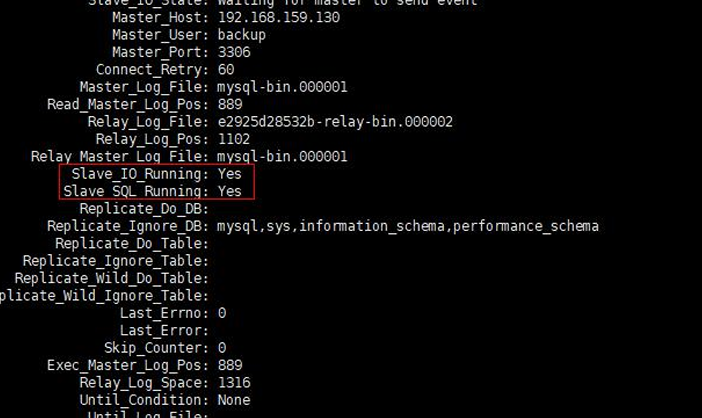 Slave_IO_State: Waiting for master to send event
Master_Host: 192.168.159.130
Master_User: backup
Master_Port: 3306
Connect_Retry: 60
Master_Log_File: mysql-bin.000001
Read_Master_Log_Pos: 889
Relay_Log_File: e2925d28532b-relay-bin.000002
Relay_Log_Pos: 1102
Relay_Master_Log_File: mysql-bin.000001
Slave_IO_Running: Yes
Slave_SQL_Running: Yes
Replicate_Do_DB:
Replicate_Ignore_DB: mysql,sys,information_schema,performance_schema
Replicate_Do_Table:
Replicate_Ignore_Table:
Replicate_Wild_Do_Table:
plicate_Wild_Ignore_Table:
Last_Errno: 0
Last_Error:
Skip_Counter: 0
Exec_Master_Log_Pos: 889
Relay_Log_Space: 1316
Until_Condition: None
Until_Log_File: